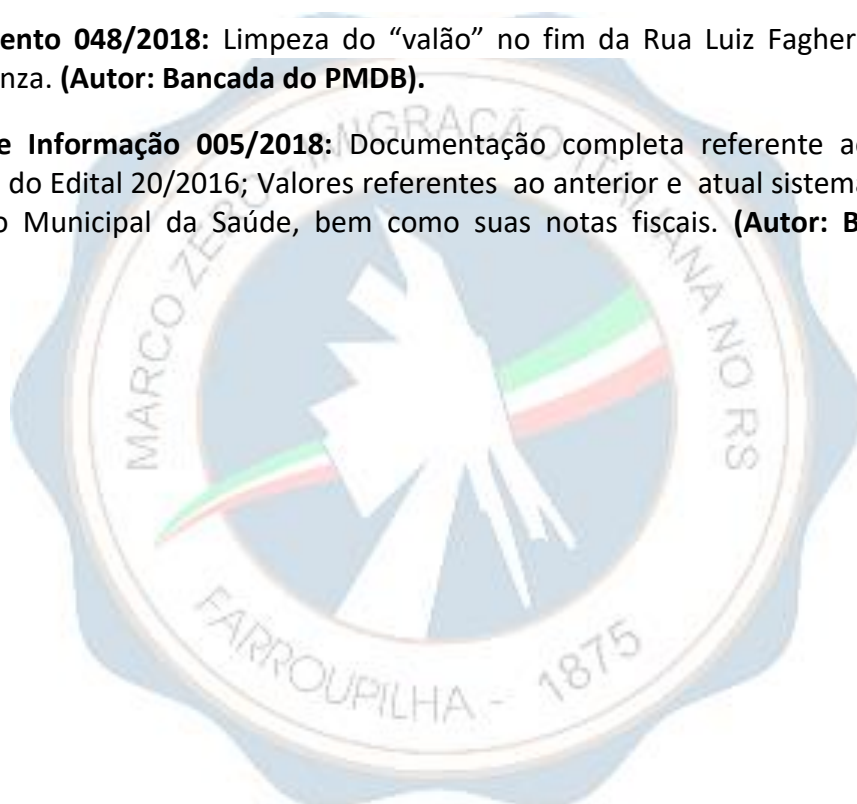 ento 048/2018: Limpeza do “valão” no fim da Rua Luiz Fagher
nza. (Autor: Bancada do PMDB).
e Informação 005/2018: Documentação completa referente a
do Edital 20/2016; Valores referentes ao anterior e atual sistema
o Municipal da Saúde, bem como suas notas fiscais. (Autor: B
MARCO ZERO IMIGRAÇÃO ITALIANA NO RS
FARROUPILHA - 1875